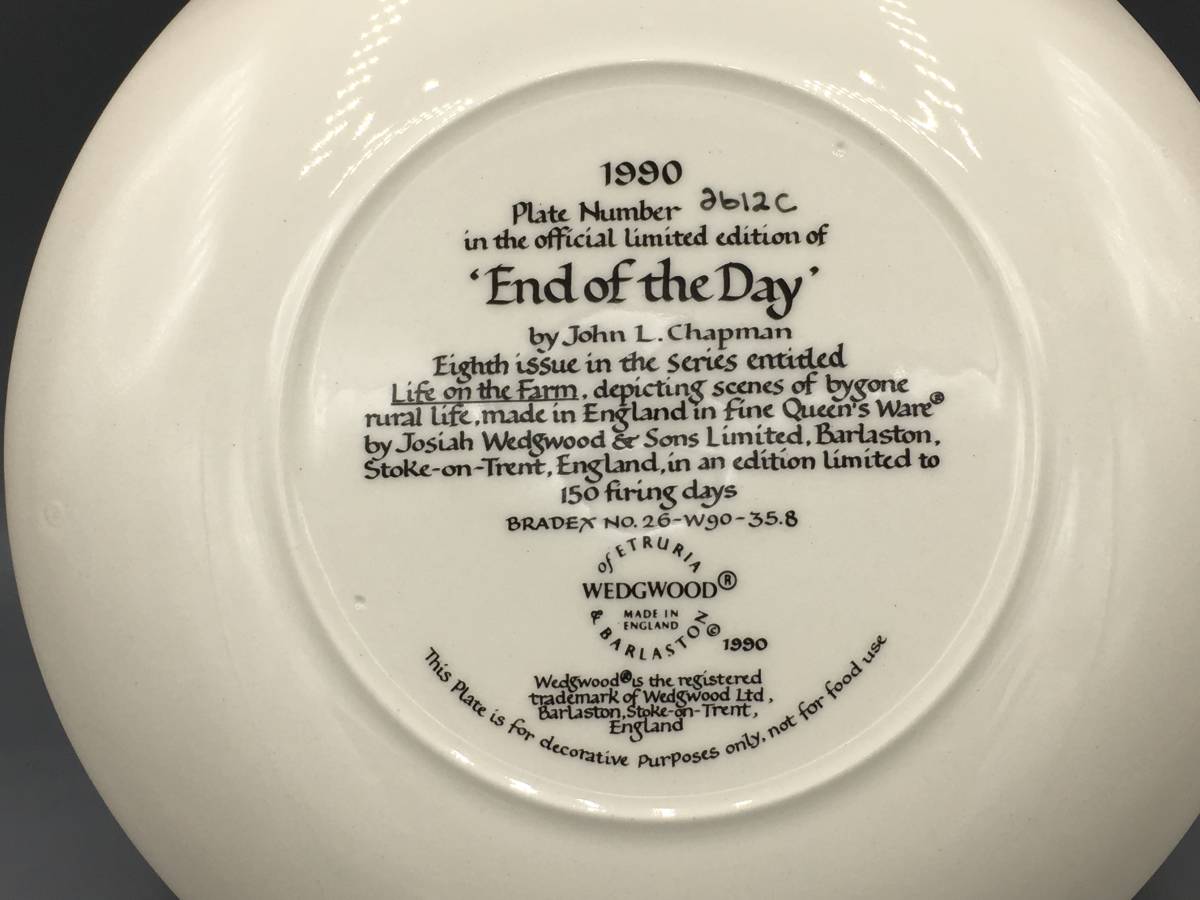 1990
Plate Number 2612C
in the official limited edition of
'End of the Day'
by John L. Chapman
Eighth issue in the series entitled
Life on the Farm, depicting scenes of bygone
rural life, made in England in fine Queen's Ware®
by Josiah Wedgwood & Sons Limited, Barlaston,
Stoke-on-Trent, England, in an edition limited to
150 firing days
BRADEX NO. 26-W90-35.8
of ETRURIA
WEDGWOOD®
MADE IN
ENGLAND
& BARLASTON
© 1990
Wedgwood® is the registered
trademark of Wedgwood Ltd,
Barlaston, Stoke-on-Trent,
England
This Plate is for decorative Purposes only, not for food use